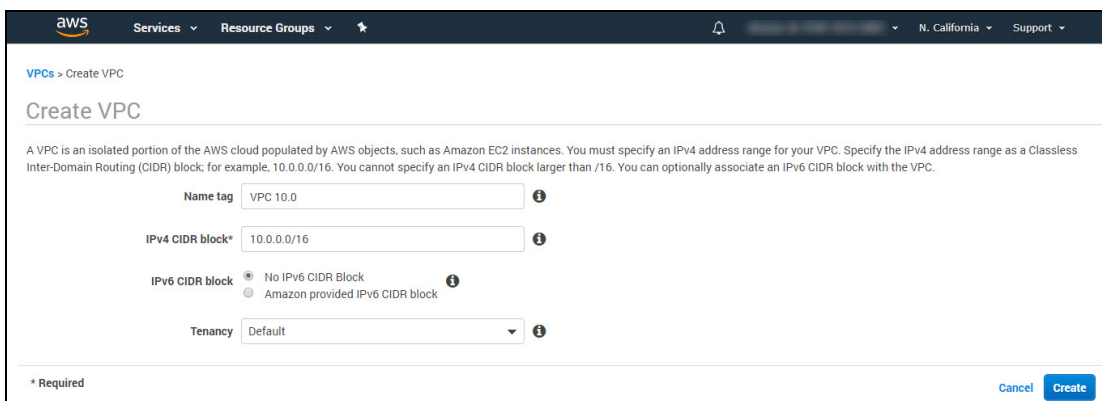 aws Services Resource Groups N. California Support
VPCs > Create VPC
Create VPC
A VPC is an isolated portion of the AWS cloud populated by AWS objects, such as Amazon EC2 instances. You must specify an IPv4 address range for your VPC. Specify the IPv4 address range as a Classless
Inter-Domain Routing (CIDR) block; for example, 10.0.0.0/16. You cannot specify an IPv4 CIDR block larger than /16. You can optionally associate an IPv6 CIDR block with the VPC.
Name tag VPC 10.0
IPv4 CIDR block* 10.0.0.0/16
IPv6 CIDR block No IPv6 CIDR Block
Amazon provided IPv6 CIDR block
Tenancy Default
* Required
Cancel Create